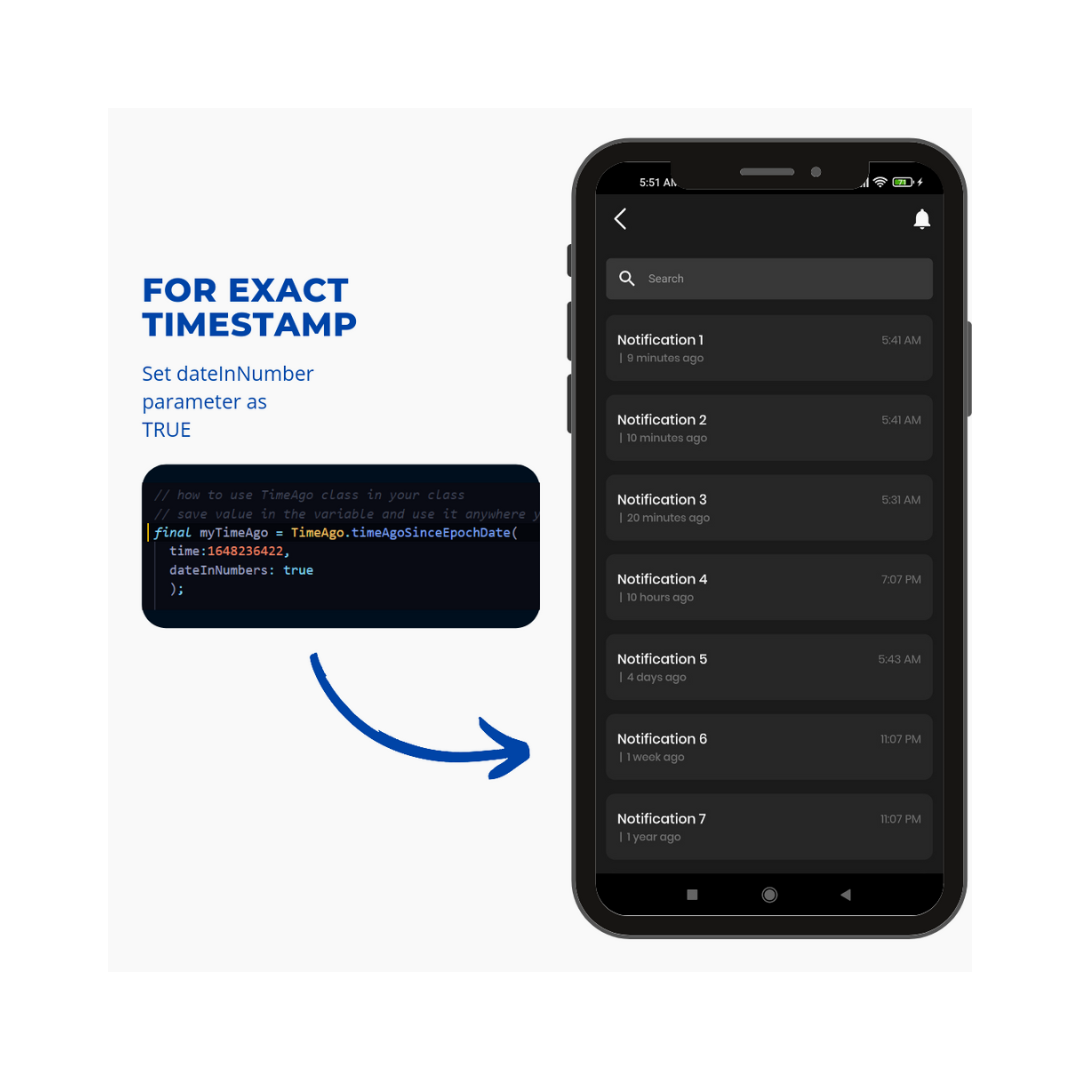 FOR EXACT
TIMESTAMP
Set dateInNumber
parameter as
TRUE
// how to use TimeAgo class in your class
// save value in the variable and use it anywhere
final myTimeAgo = TimeAgo.timeAgoSinceEpochDate(
time:1648236422,
dateInNumbers: true
);
5:51 AM
Search
Notification 1
5:41 AM
| 9 minutes ago
Notification 2
5:41 AM
| 10 minutes ago
Notification 3
5:31 AM
| 20 minutes ago
Notification 4
7:07 PM
| 10 hours ago
Notification 5
5:43 AM
| 4 days ago
Notification 6
11:07 PM
| 1 week ago
Notification 7
11:07 PM
| 1 year ago